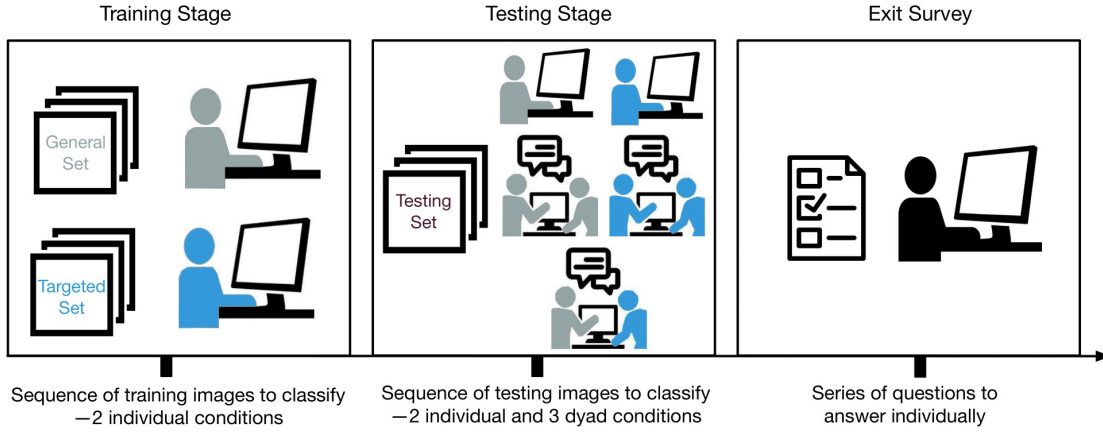 Training Stage
Testing Stage
Exit Survey
General
Set
Targeted
Set
Testing
Set
Sequence of training images to classify
—2 individual conditions
Sequence of testing images to classify
—2 individual and 3 dyad conditions
Series of questions to
answer individually